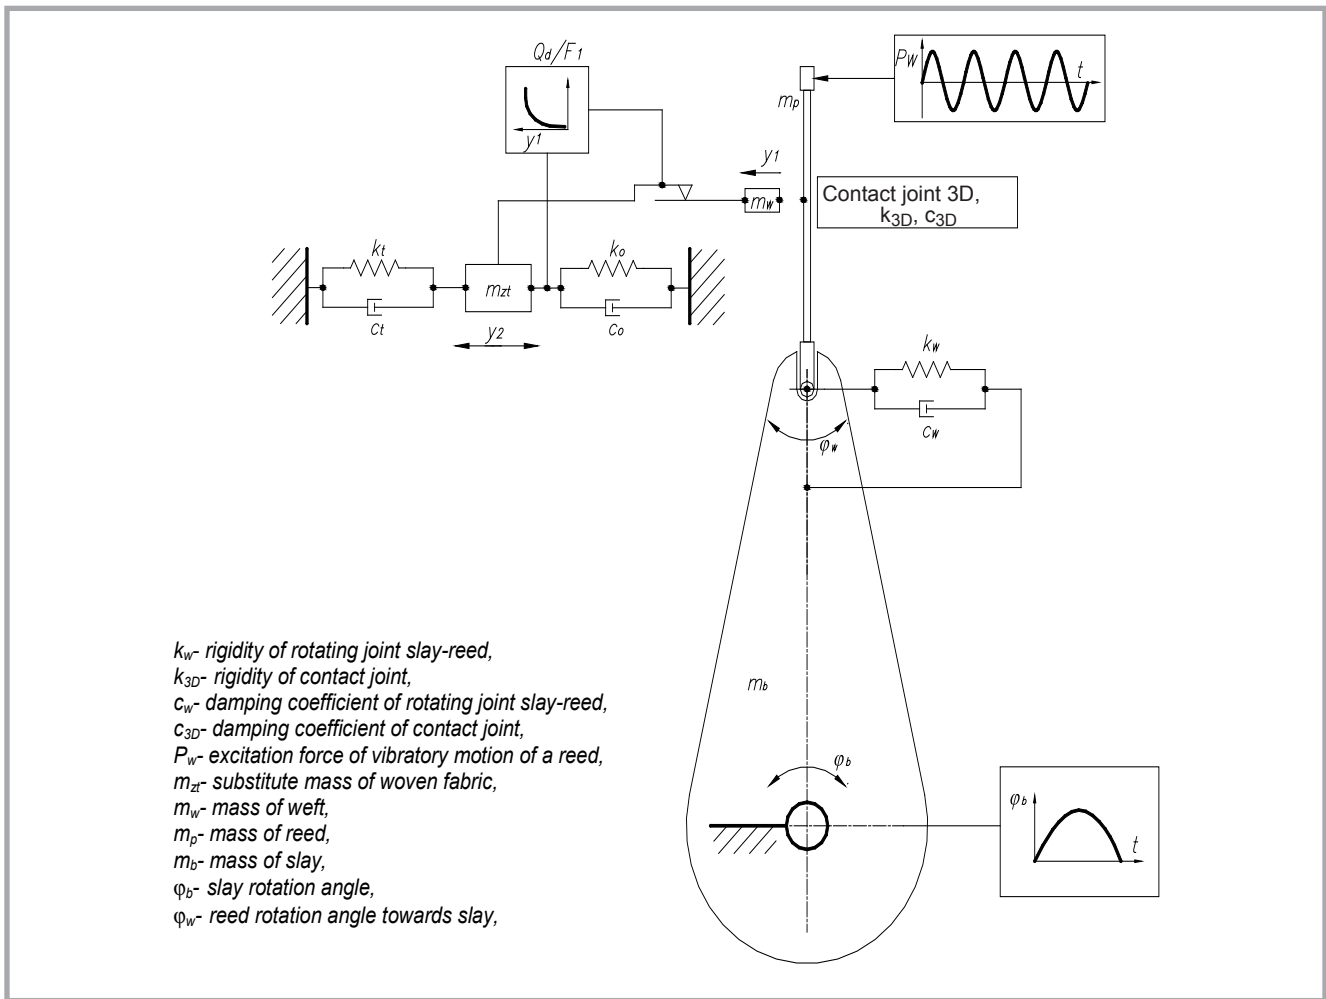 Qd/F1
y1
Pw
t
mp
y1
mw
Contact joint 3D,
k3D, c3D
kt
ct
mzt
ko
co
y2
kw
cw
φw
mb
φb
φb
t
kw- rigidity of rotating joint slay-reed,
k3D- rigidity of contact joint,
cw- damping coefficient of rotating joint slay-reed,
c3D- damping coefficient of contact joint,
Pw- excitation force of vibratory motion of a reed,
mzt- substitute mass of woven fabric,
mw- mass of weft,
mp- mass of reed,
mb- mass of slay,
φb- slay rotation angle,
φw- reed rotation angle towards slay,